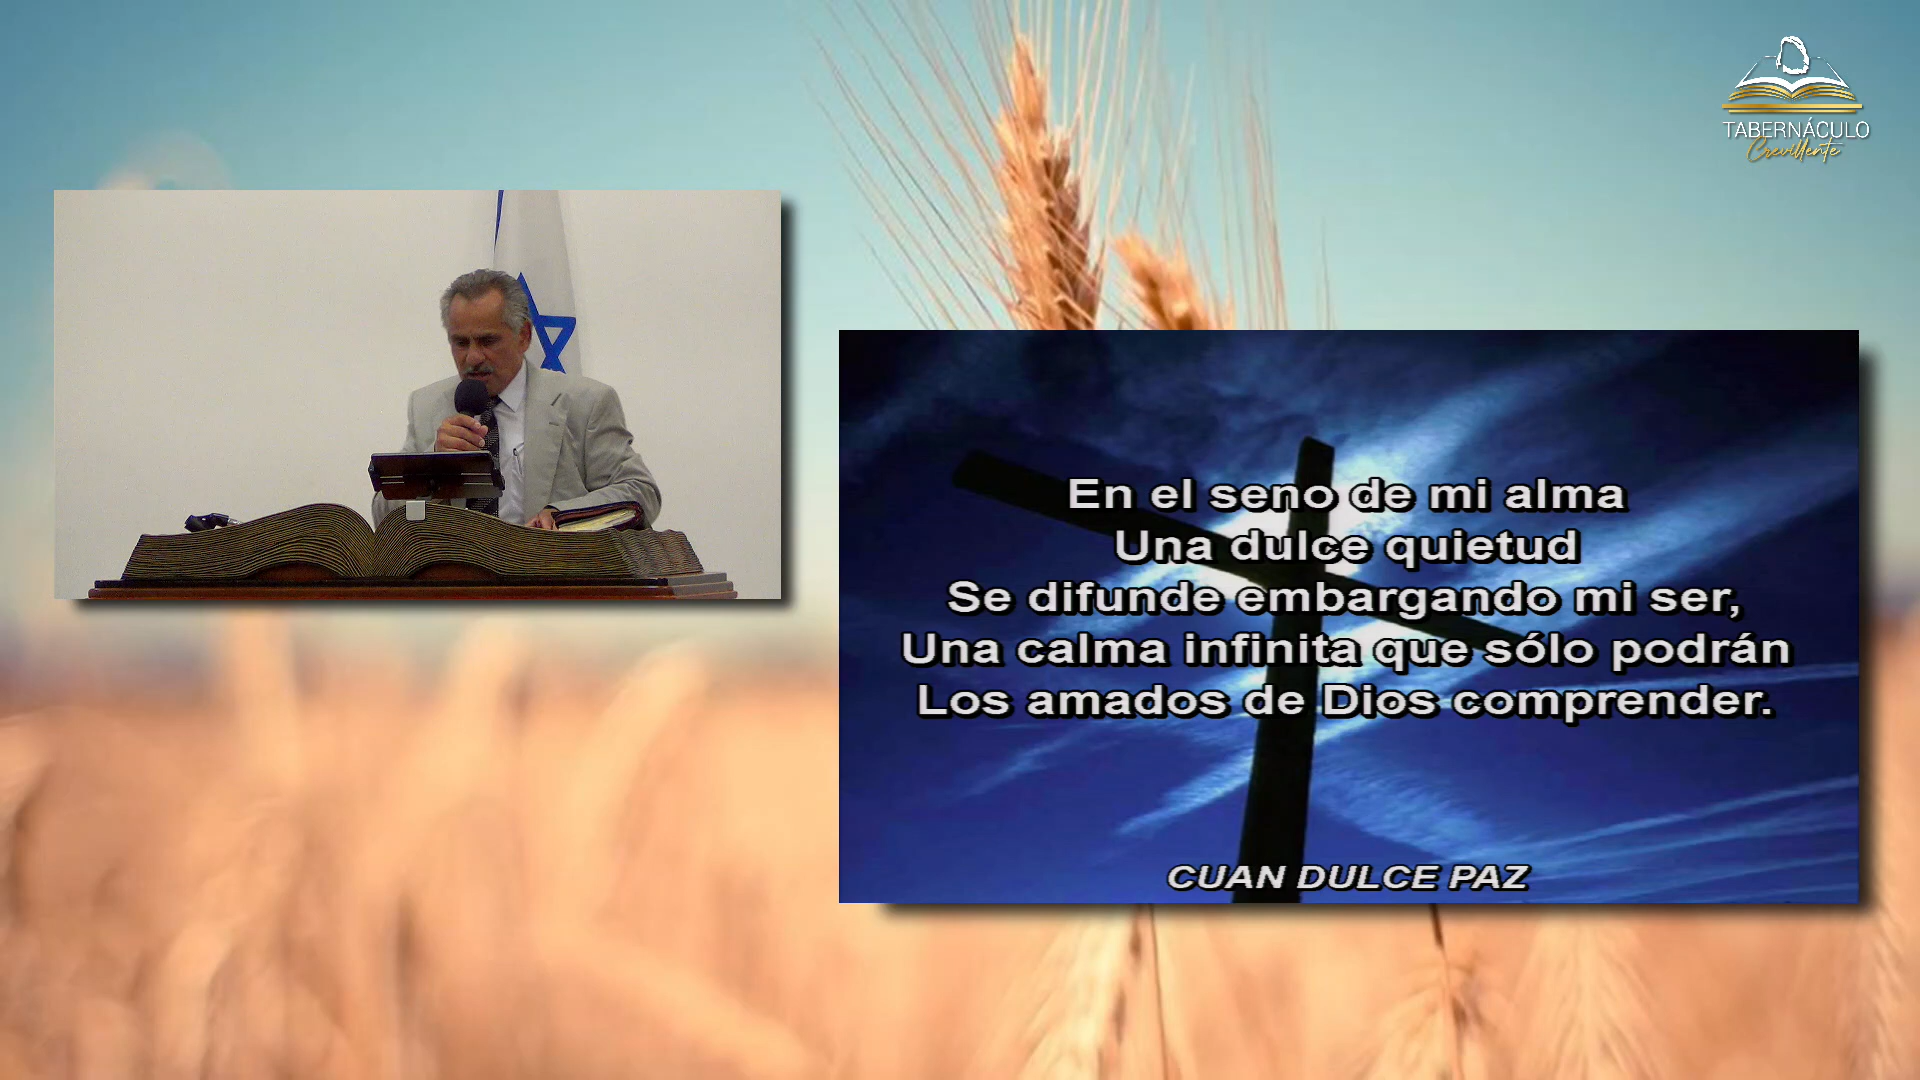 TABERNÁCULO
Crevillente
En el seno de mi alma
Una dulce quietud
Se difunde embargando mi ser,
Una calma infinita que sólo podrán
Los amados de Dios comprender.
CUAN DULCE PAZ